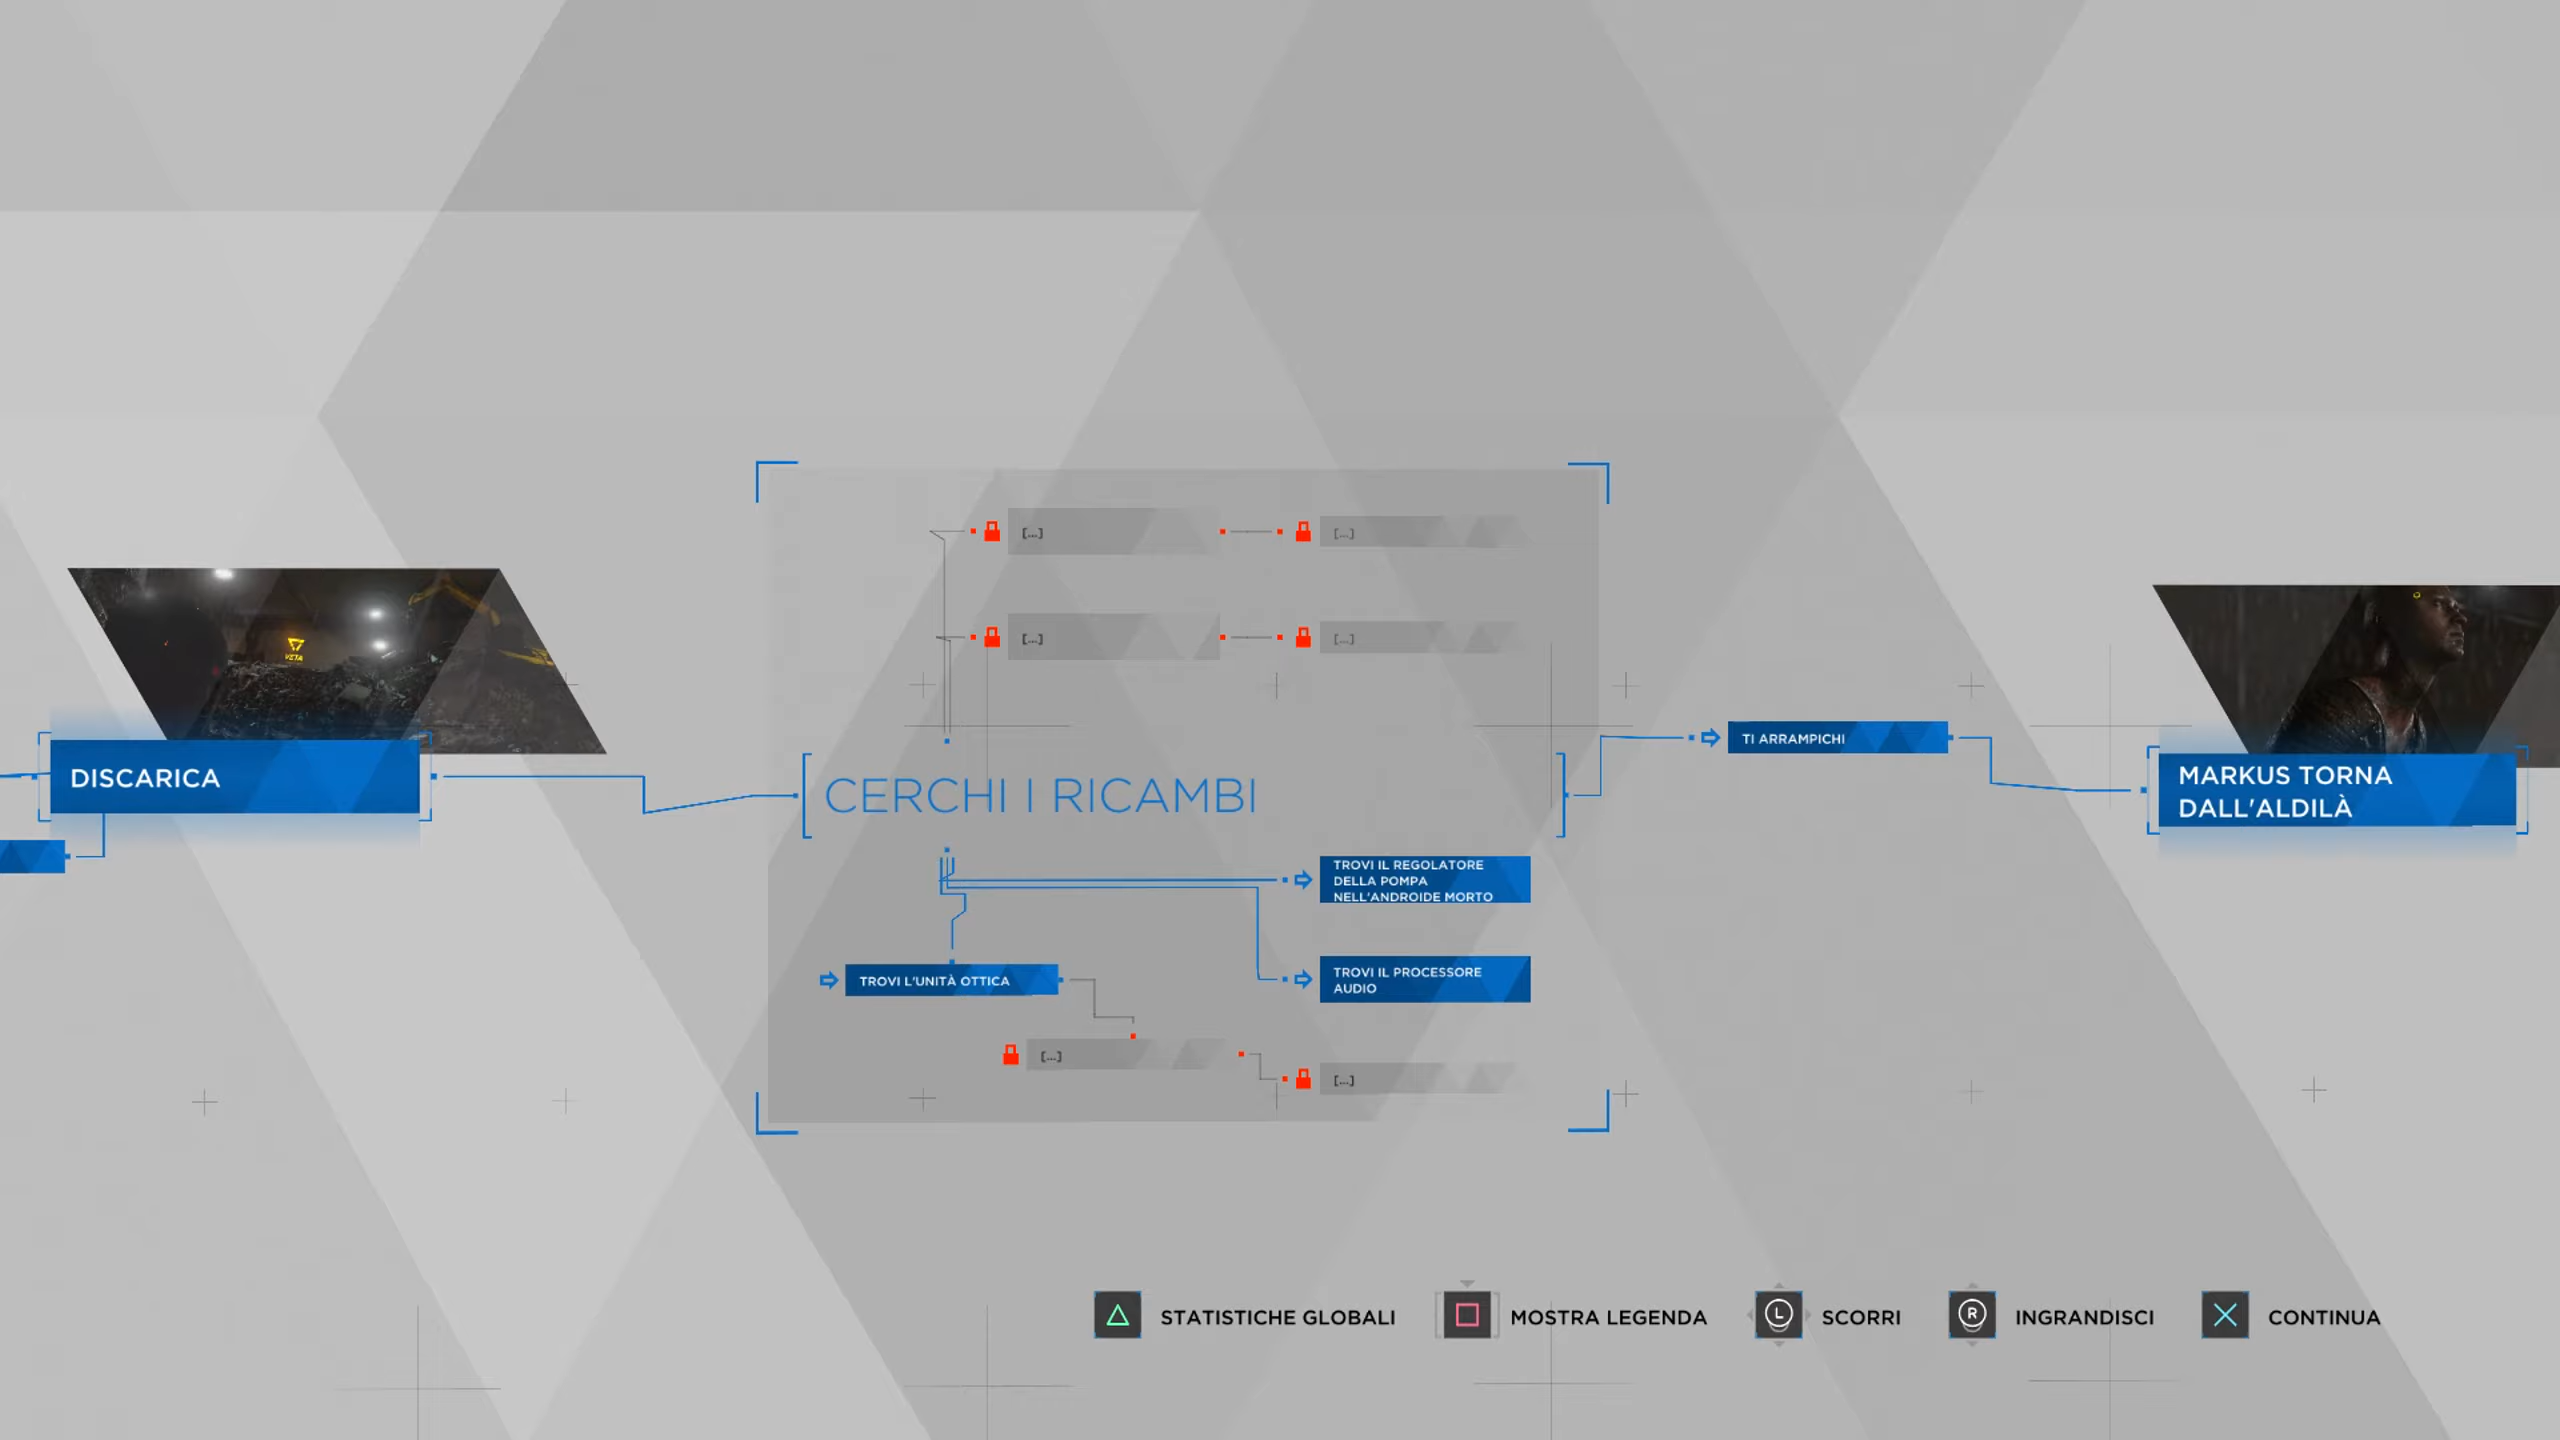 [...]
[...]
[...]
[...]
VETA
DISCARICA
CERCHI I RICAMBI
TI ARRAMPICHI
MARKUS TORNA
DALL'ALDILÀ
TROVI IL REGOLATORE
DELLA POMPA
NELL'ANDROIDE MORTO
TROVI L'UNITÀ OTTICA
TROVI IL PROCESSORE
AUDIO
[...]
[...]
STATISTICHE GLOBALI
MOSTRA LEGENDA
L
SCORRI
R
INGRANDISCI
CONTINUA